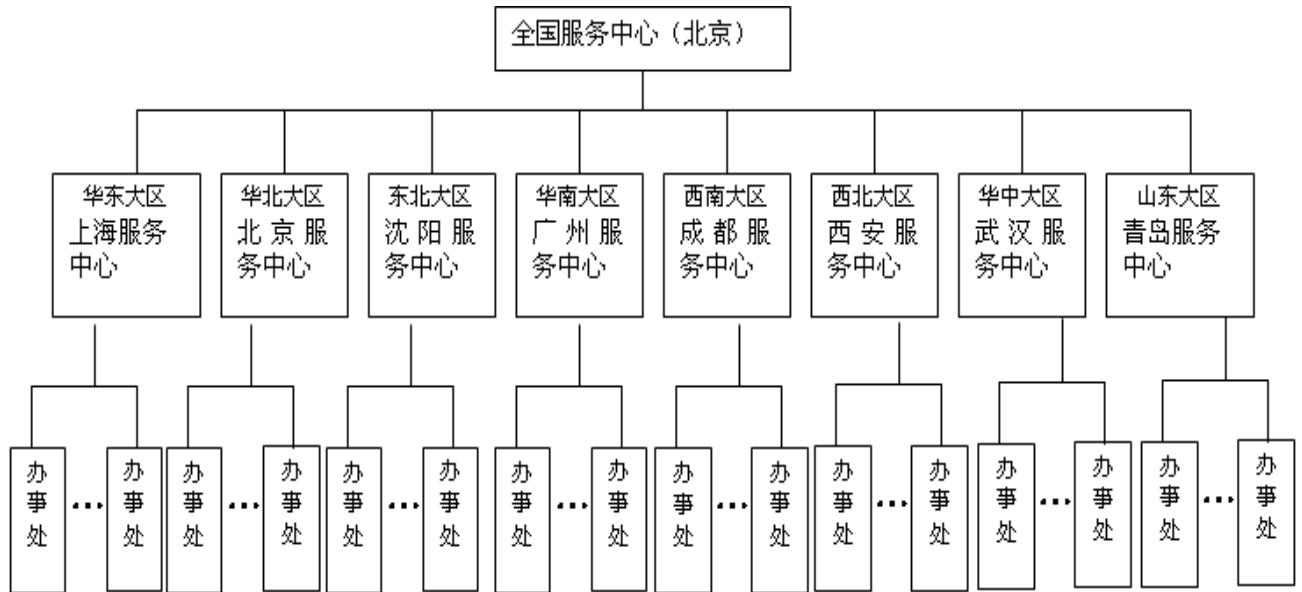 全国服务中心（北京）
华东大区
上海服务
中心
华北大区
北京服
务中心
东北大区
沈阳服
务中心
华南大区
广州服
务中心
西南大区
成都服
务中心
西北大区
西安服
务中心
华中大区
武汉服
务中心
山东大区
青岛服务
中心
办事处
...
办事处
办事处
...
办事处
办事处
...
办事处
办事处
...
办事处
办事处
...
办事处
办事处
...
办事处
办事处
...
办事处
办事处
...
办事处